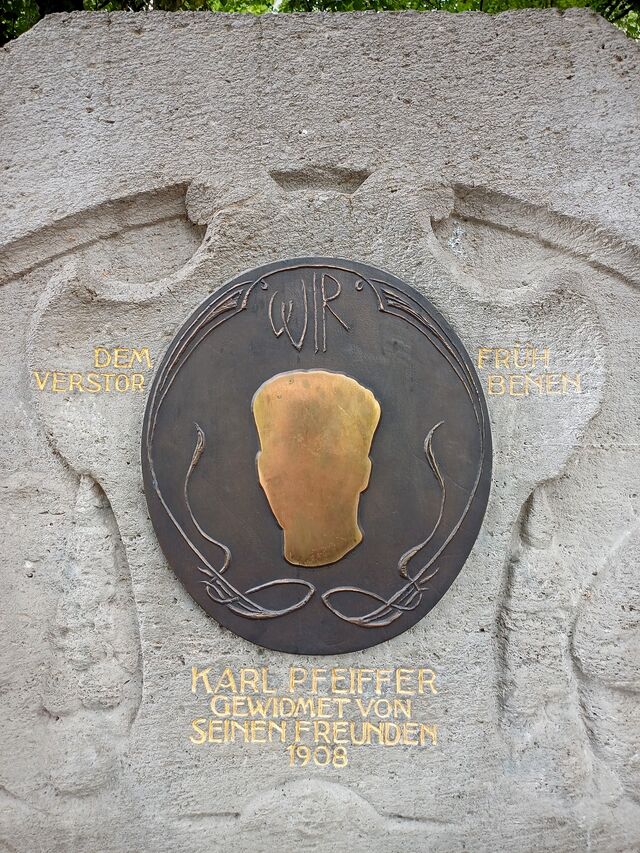 WIR
DEM FRÜH
VERSTOR BENEN
KARL PFEIFFER
GEWIDMET VON
SEINEN FREUNDEN
1908